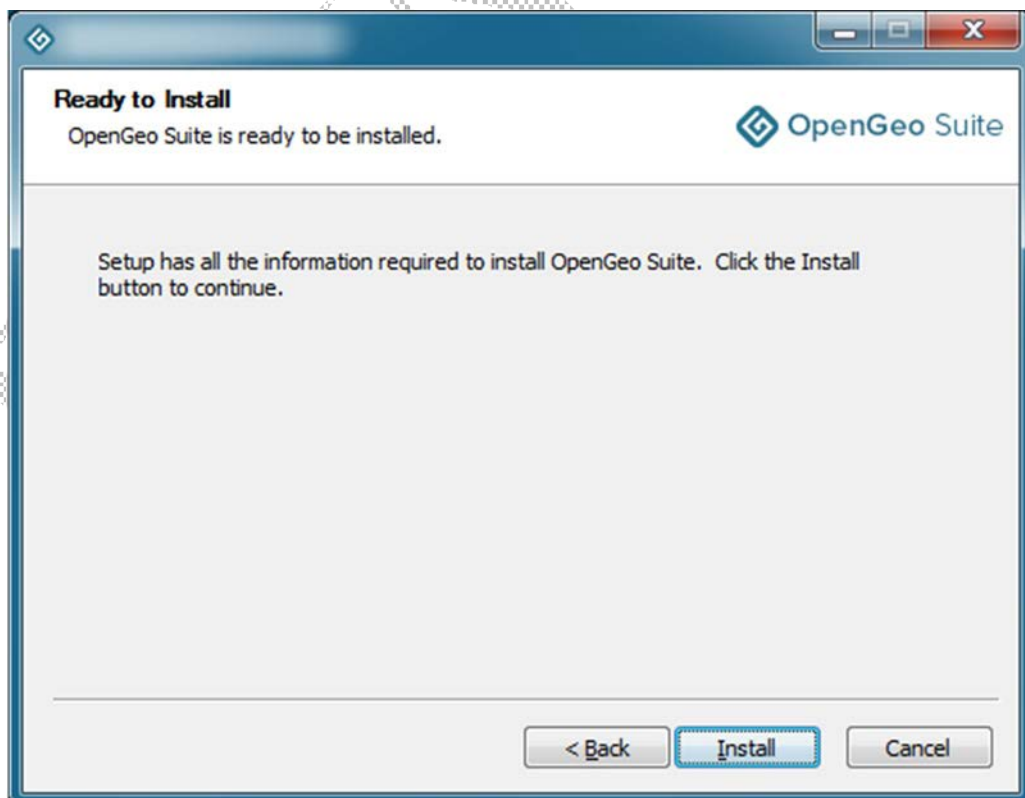 Ready to Install
OpenGeo Suite is ready to be installed.
OpenGeo Suite
Setup has all the information required to install OpenGeo Suite. Click the Install
button to continue.
< Back
Install
Cancel